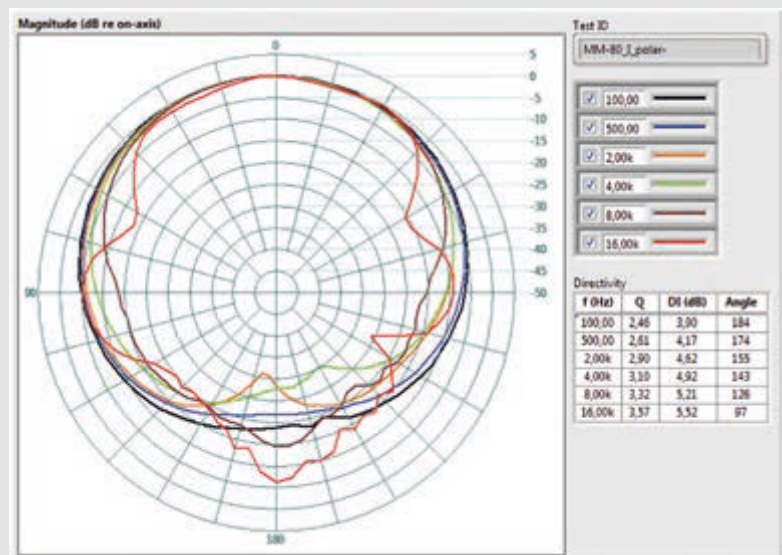 Magnitude (dB re on-axis)
0
5
0
-5
-10
-15
-20
-25
-30
-35
-40
-45
-50
90
180
Test ID
MM-80_I_polar-
100,00
500,00
2,00k
4,00k
8,00k
16,00k
Directivity
f (Hz) Q DI (dB) Angle
100,00 2,46 3,90 184
500,00 2,61 4,17 174
2,00k 2,90 4,62 155
4,00k 3,10 4,92 143
8,00k 3,32 5,21 126
16,00k 3,57 5,52 97